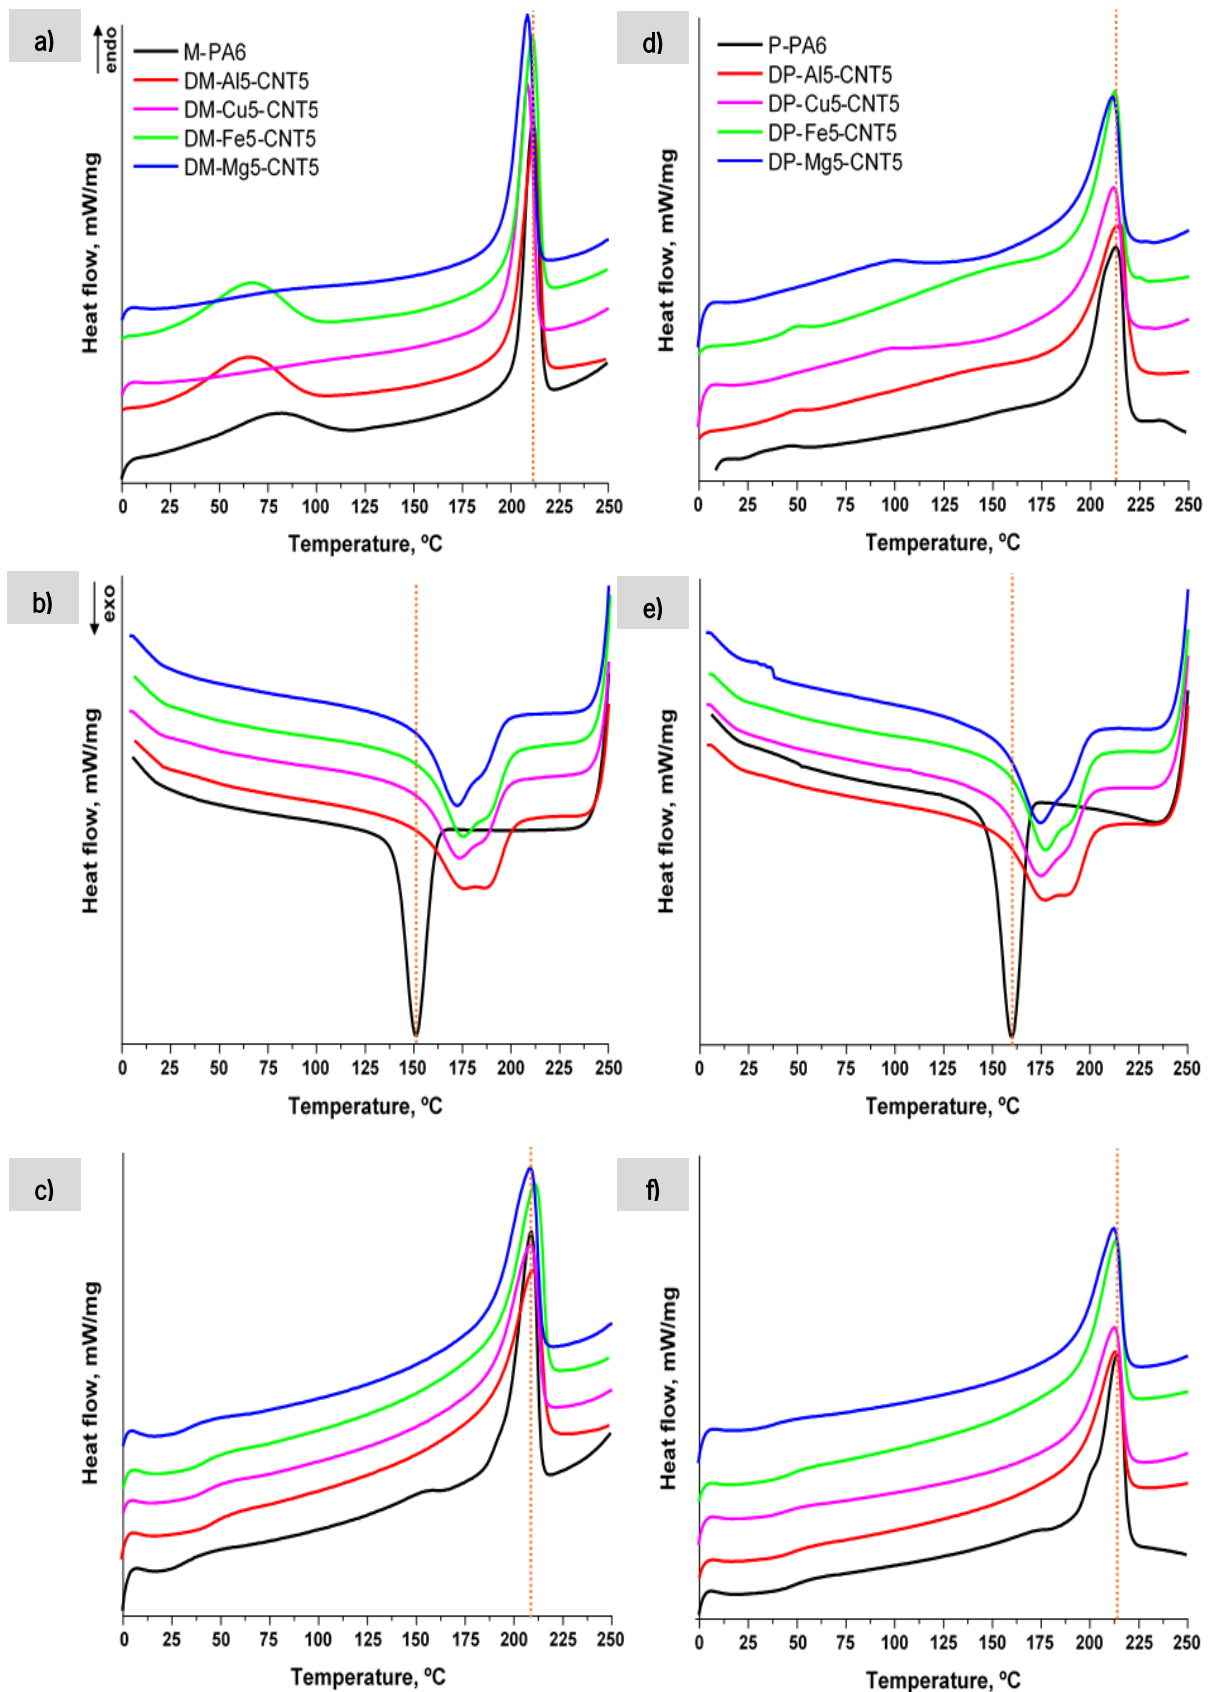 a)
endo
M-PA6
DM-Al5-CNT5
DM-Cu5-CNT5
DM-Fe5-CNT5
DM-Mg5-CNT5
Heat flow, mW/mg
0 25 50 75 100 125 150 175 200 225 250
Temperature, ºC
d)
P-PA6
DP-Al5-CNT5
DP-Cu5-CNT5
DP-Fe5-CNT5
DP-Mg5-CNT5
Heat flow, mW/mg
0 25 50 75 100 125 150 175 200 225 250
Temperature, ºC
b)
exo
Heat flow, mW/mg
0 25 50 75 100 125 150 175 200 225 250
Temperature, ºC
e)
Heat flow, mW/mg
0 25 50 75 100 125 150 175 200 225 250
Temperature, ºC
c)
Heat flow, mW/mg
0 25 50 75 100 125 150 175 200 225 250
Temperature, ºC
f)
Heat flow, mW/mg
0 25 50 75 100 125 150 175 200 225 250
Temperature, ºC